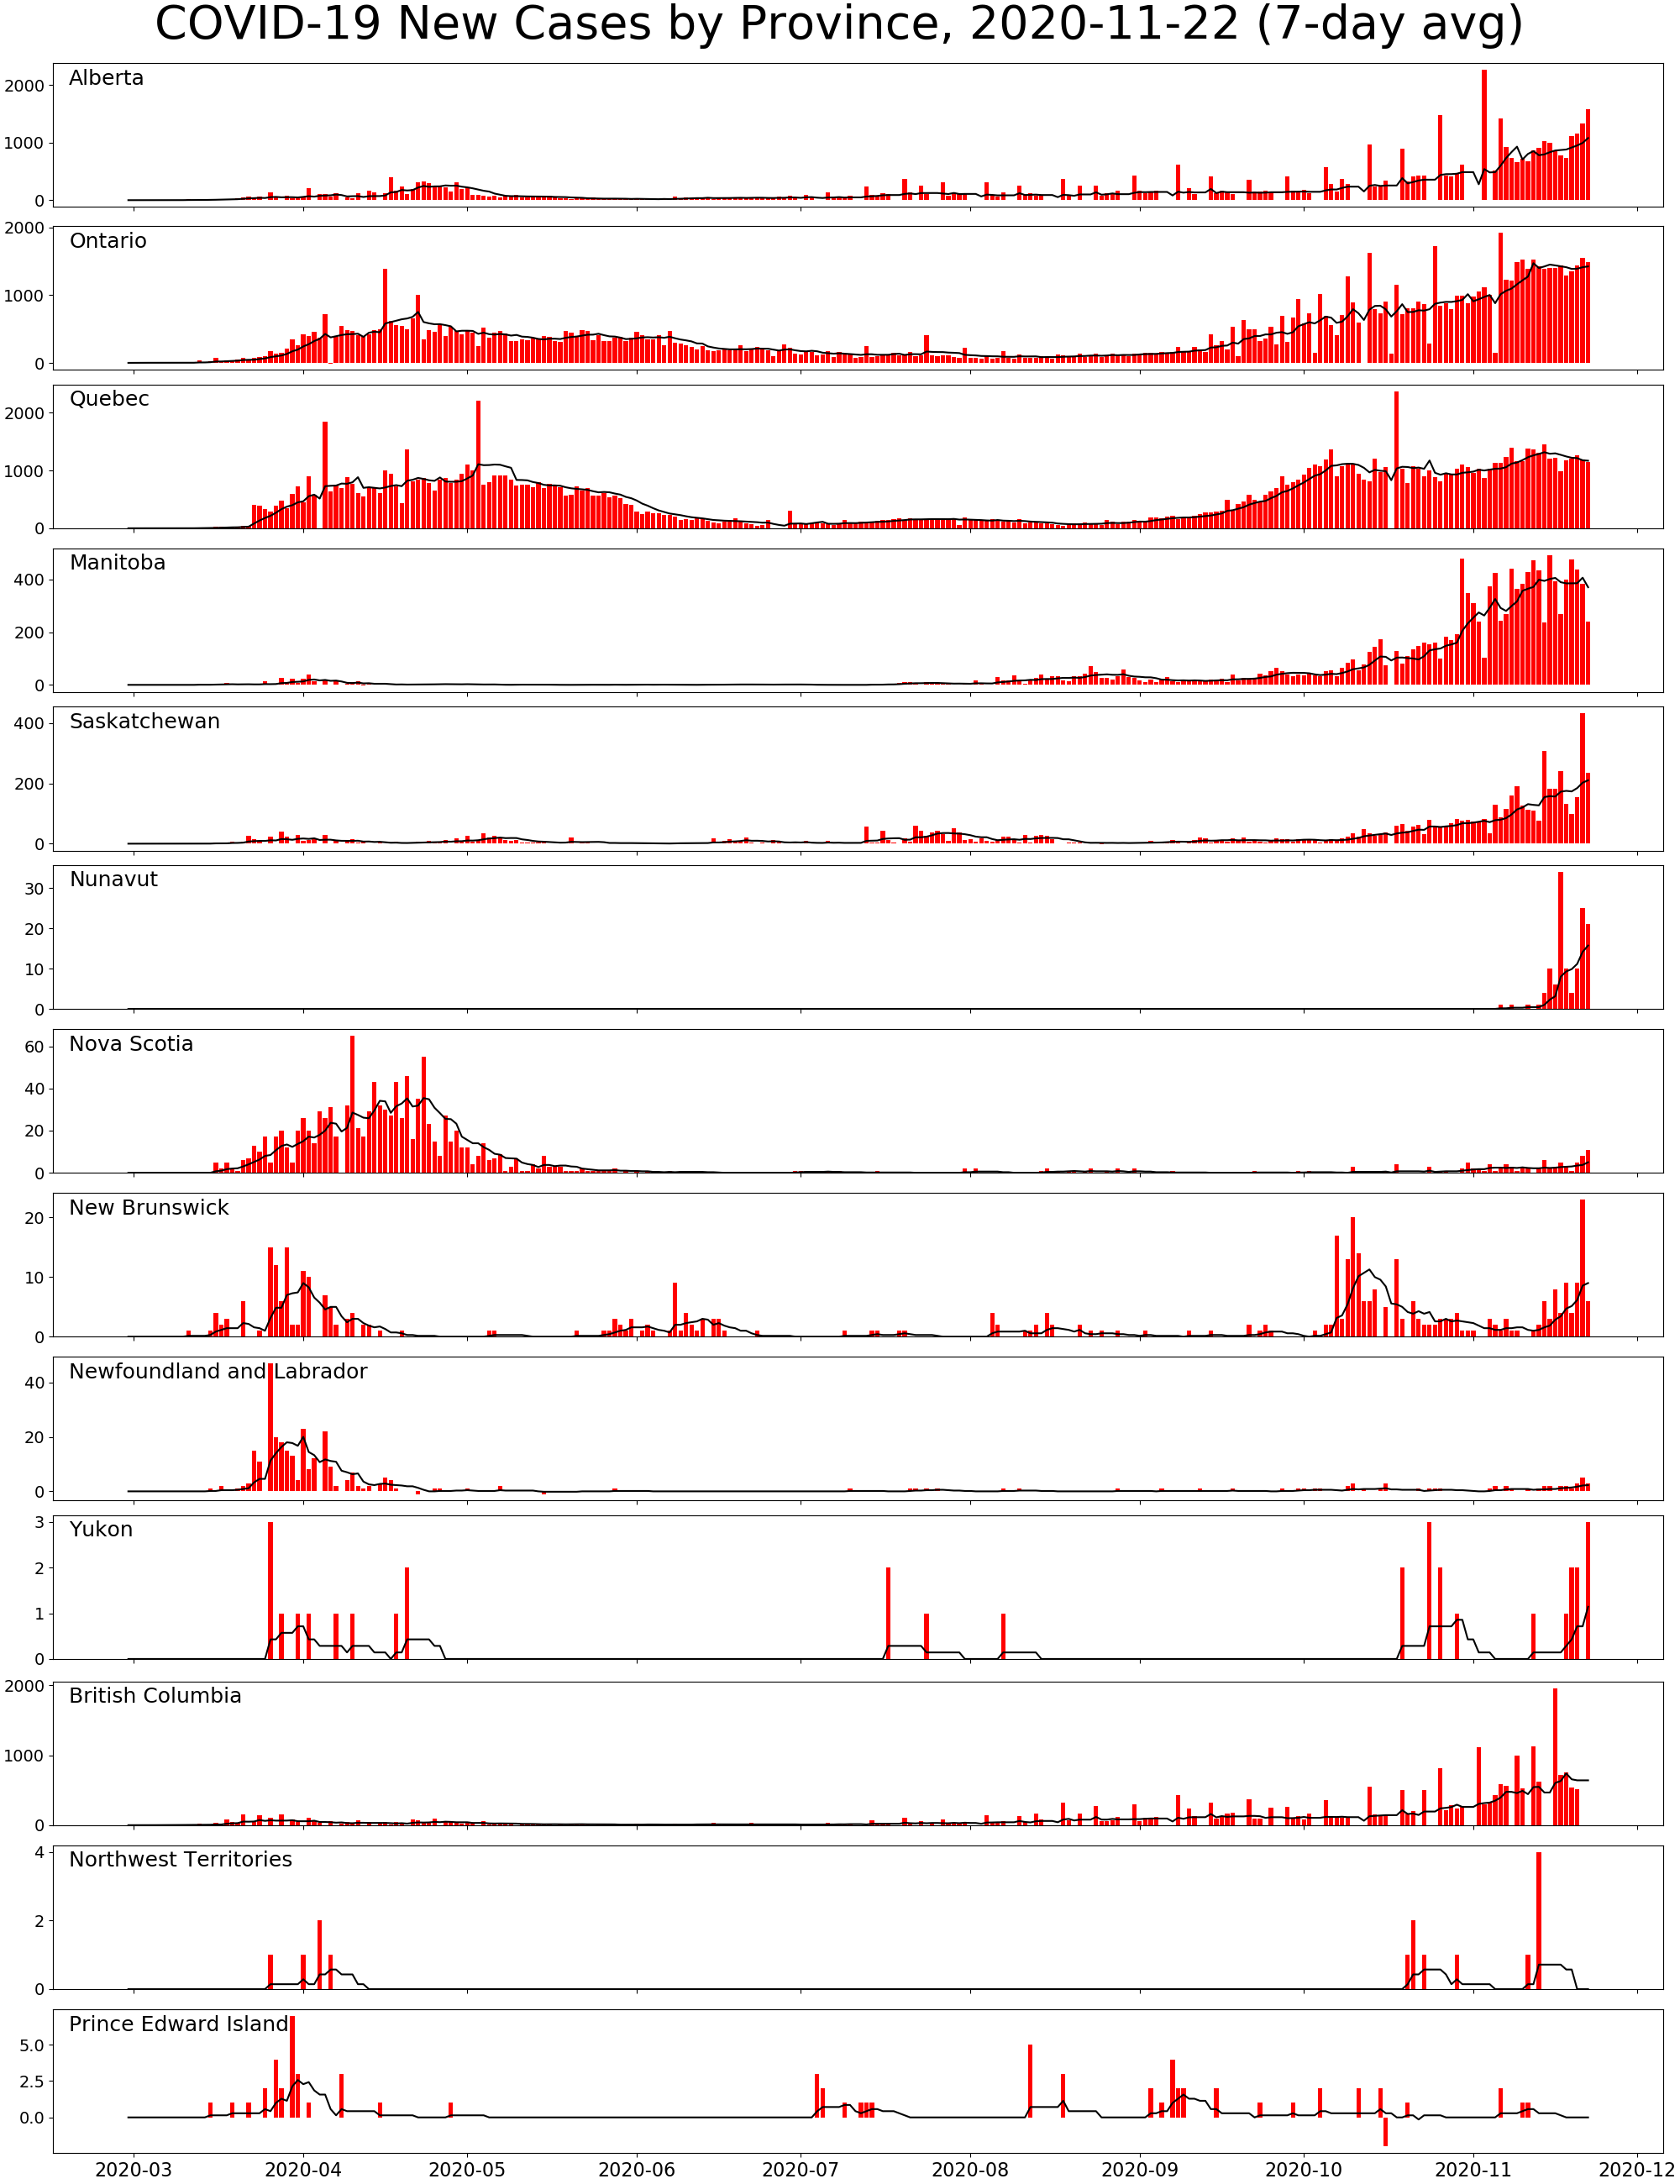 COVID-19 New Cases by Province, 2020-11-22 (7-day avg)
Alberta
2000
1000
0
Ontario
2000
1000
0
Quebec
2000
1000
0
Manitoba
400
200
0
Saskatchewan
400
200
0
Nunavut
30
20
10
0
Nova Scotia
60
40
20
0
New Brunswick
20
10
0
Newfoundland and Labrador
40
20
0
Yukon
3
2
1
0
British Columbia
2000
1000
0
Northwest Territories
4
2
0
Prince Edward Island
5.0
2.5
0.0
2020-03 2020-04 2020-05 2020-06 2020-07 2020-08 2020-09 2020-10 2020-11 2020-12